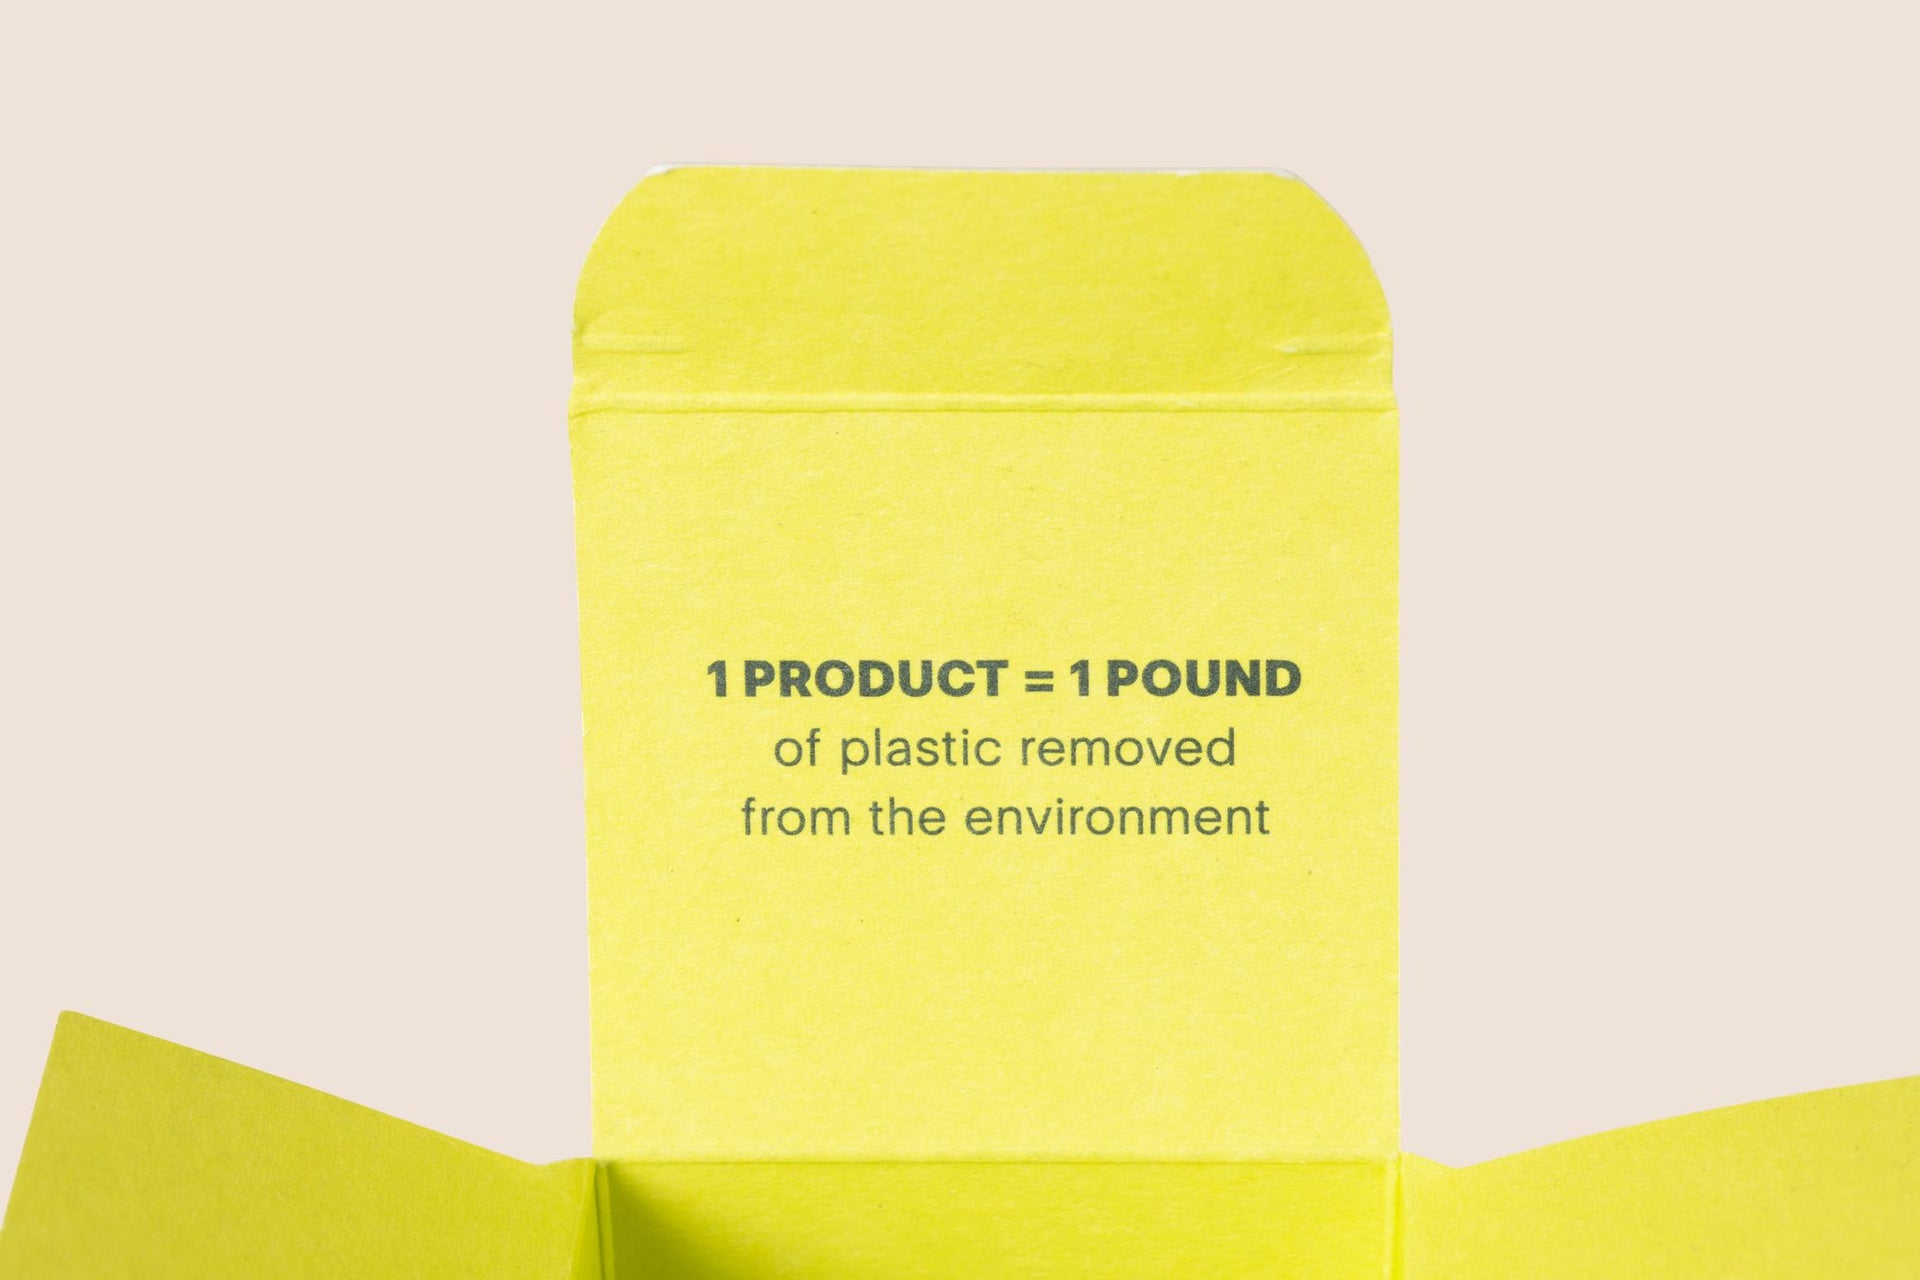 1 PRODUCT = 1 POUND
of plastic removed
from the environment